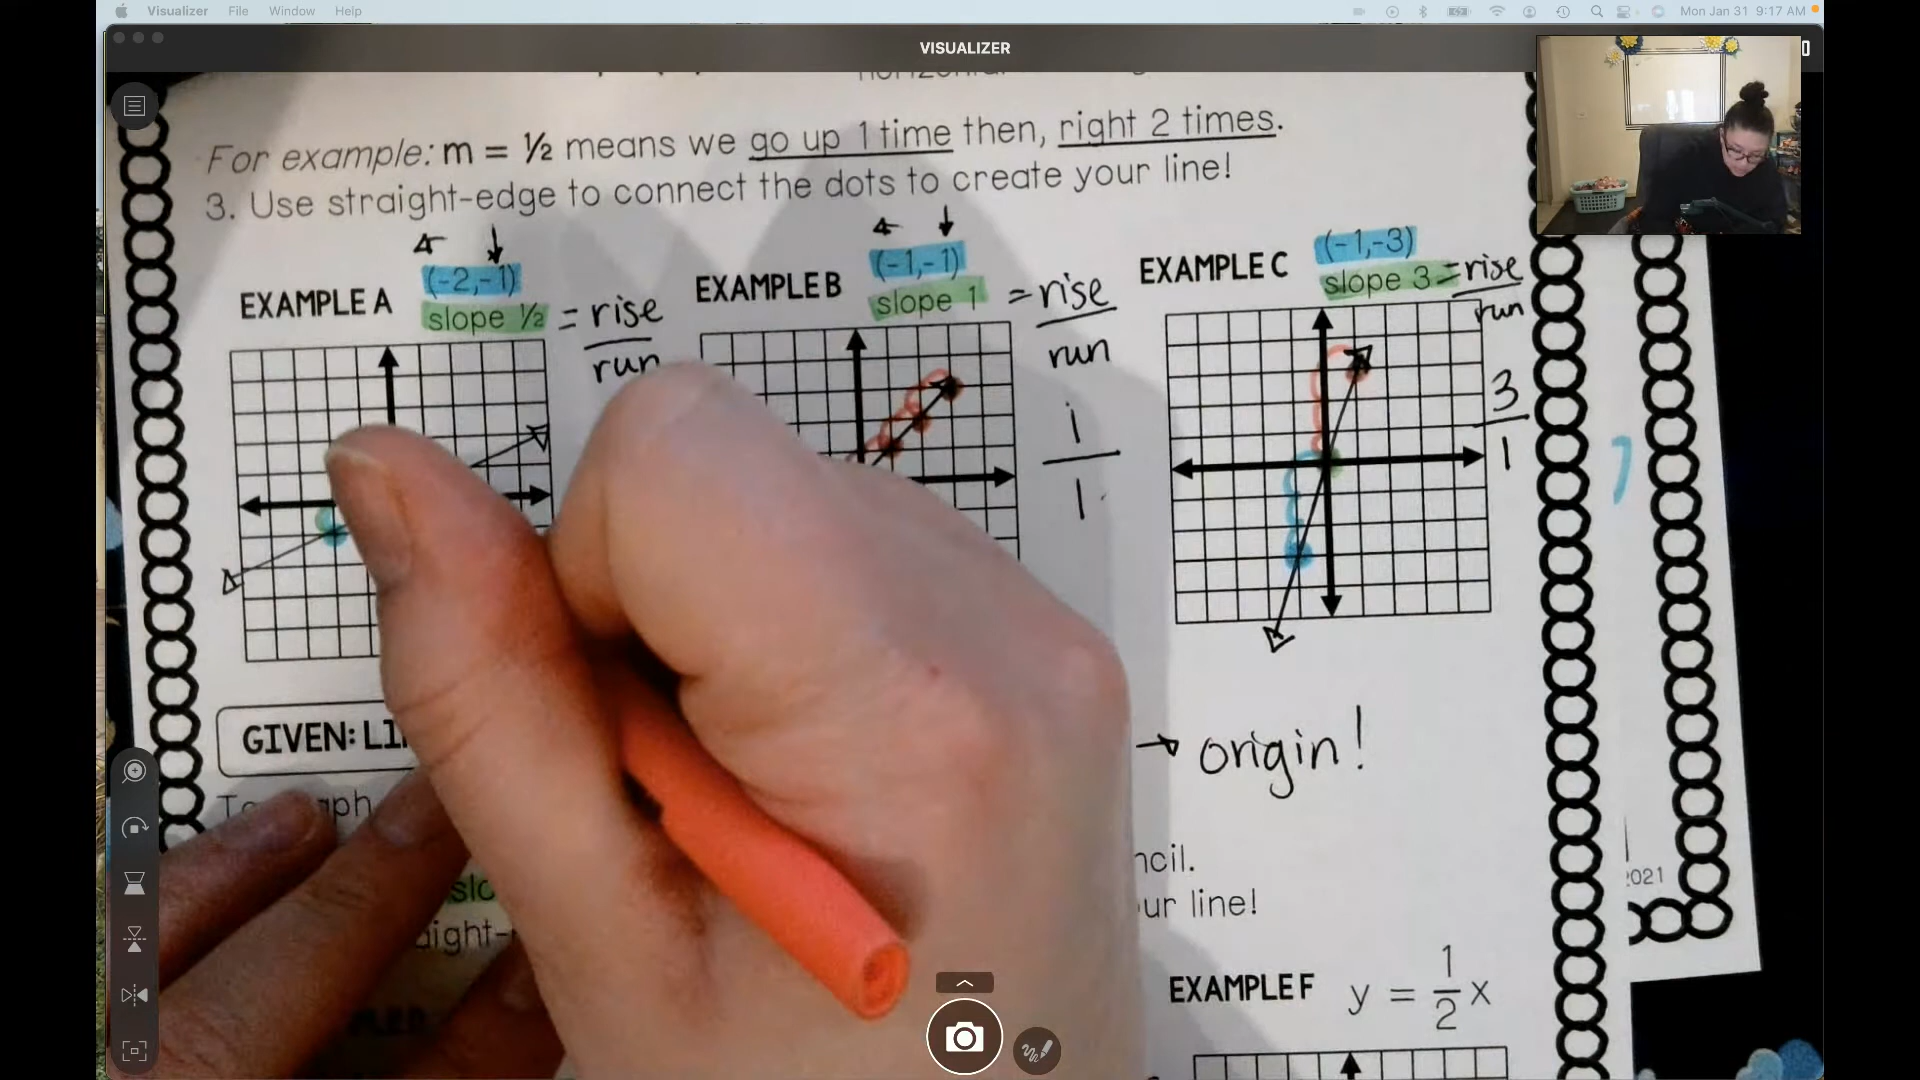 Visualizer File Window Help
Mon Jan 31 9:17 AM
VISUALIZER
For example: m = ½ means we go up 1 time then, right 2 times.
3. Use straight-edge to connect the dots to create your line!
EXAMPLE A
(-2,-1)
slope ½ = rise
run
EXAMPLE B
(-1,-1)
slope 1 = rise
run
1
1
EXAMPLE C
(-1,-3)
slope 3 = rise
run
3
1
GIVEN:
origin!
ur line!
2021
EXAMPLE F y = 1/2 x